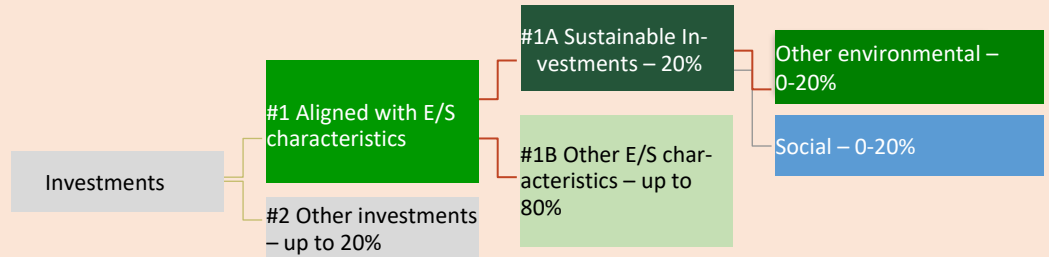 Investments
#1 Aligned with E/S
characteristics
#2 Other investments
– up to 20%
#1A Sustainable In-
vestments – 20%
#1B Other E/S char-
acteristics – up to
80%
Other environmental –
0-20%
Social – 0-20%